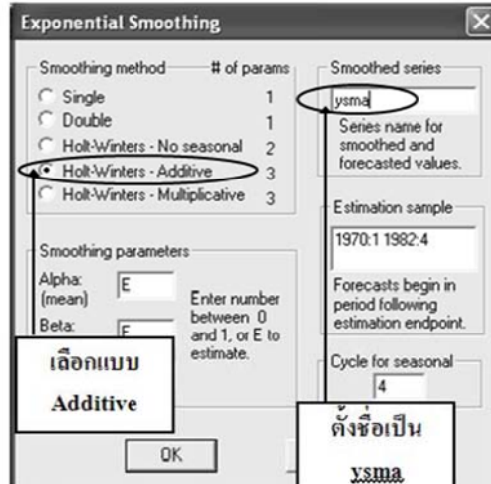 Exponential Smoothing
Smoothing method # of params
Single 1
Double 1
Holt-Winters - No seasonal 2
Holt-Winters - Additive 3
Holt-Winters - Multiplicative 3
Smoothing parameters
Alpha: E
(mean)
Beta: E
Enter number
between 0
and 1, or E to
estimate.
เลือกแบบ
Additive
OK
Smoothed series
ysma
Series name for
smoothed and
forecasted values.
Estimation sample
1970:1 1982:4
Forecasts begin in
period following
estimation endpoint.
Cycle for seasonal
4
ตั้งชื่อเป็น
ysma